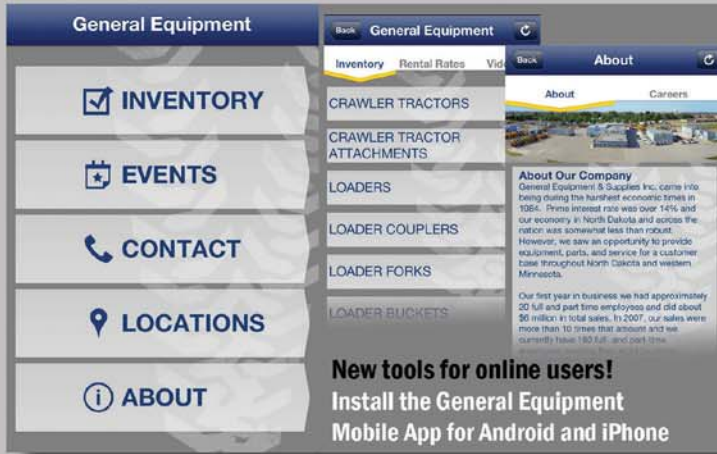 General Equipment
INVENTORY
EVENTS
CONTACT
LOCATIONS
ABOUT
Back General Equipment
Inventory Rental Rates
CRAWLER TRACTORS
CRAWLER TRACTOR
ATTACHMENTS
LOADERS
LOADER COUPLERS
LOADER FORKS
LOADER BUCKETS
Back About
About Careers
About Our Company
General Equipment & Supplies Inc. came into
being during the harshest economic times in
1984. Prime interest rate was over 14% and
our economy in North Dakota and across the
nation was somewhat less than robust.
However, we saw an opportunity to provide
equipment, parts, and service for a customer
base throughout North Dakota and western
Minnesota.
Our first year in business we had approximately
20 full and part time employees and did about
$6 million in total sales. In 2007, our sales were
more than 10 times that amount and we
currently have 180 full and part-time
New tools for online users!
Install the General Equipment
Mobile App for Android and iPhone